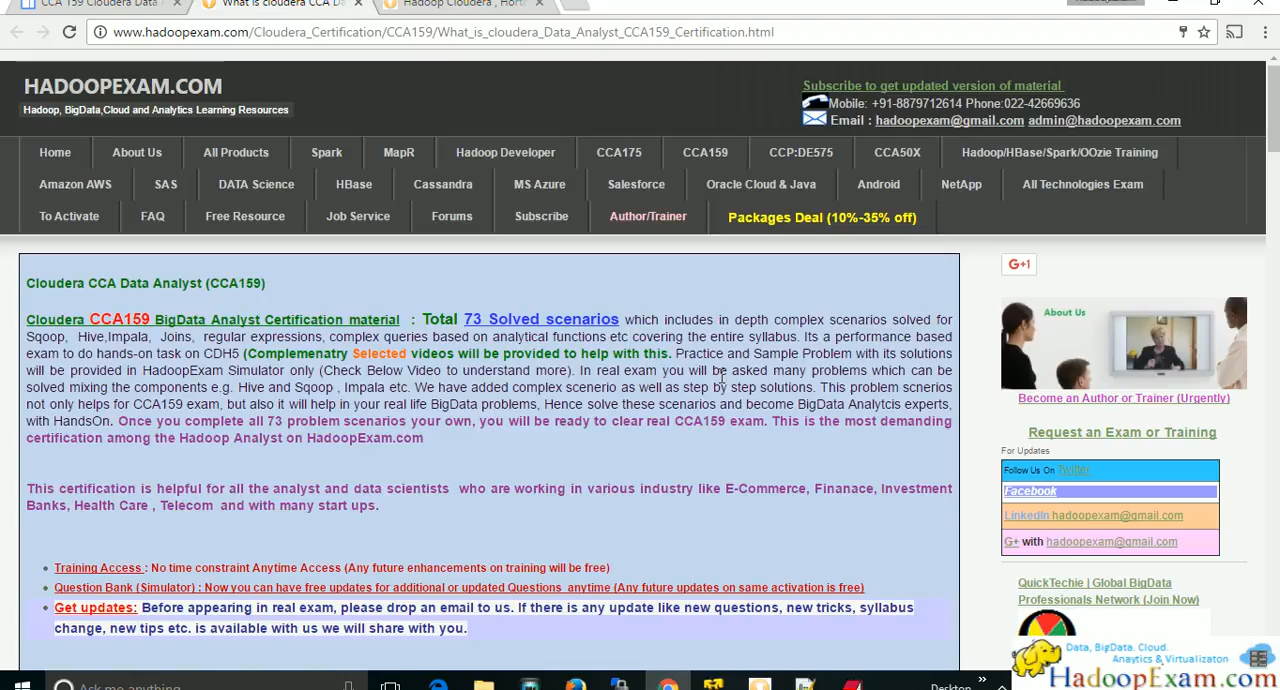 CCA 159 Cloudera Data
What is cloudera CCA Da
Hadoop Cloudera , Horto
www.hadoopexam.com/Cloudera_Certification/CCA159/What_is_cloudera_Data_Analyst_CCA159_Certification.html
HADOOPEXAM.COM
Hadoop, BigData,Cloud and Analytics Learning Resources
Subscribe to get updated version of material
Mobile: +91-8879712614 Phone:022-42669636
Email : hadoopexam@gmail.com admin@hadoopexam.com
Home About Us All Products Spark MapR Hadoop Developer CCA175 CCA159 CCP:DE575 CCA50X Hadoop/HBase/Spark/OOzie Training
Amazon AWS SAS DATA Science HBase Cassandra MS Azure Salesforce Oracle Cloud & Java Android NetApp All Technologies Exam
To Activate FAQ Free Resource Job Service Forums Subscribe Author/Trainer Packages Deal (10%-35% off)
Cloudera CCA Data Analyst (CCA159)
Cloudera CCA159 BigData Analyst Certification material : Total 73 Solved scenarios which includes in depth complex scenarios solved for
Sqoop, Hive,Impala, Joins, regular expressions, complex queries based on analytical functions etc covering the entire syllabus. Its a performance based
exam to do hands-on task on CDH5 (Complemenatry Selected videos will be provided to help with this. Practice and Sample Problem with its solutions
will be provided in HadoopExam Simulator only (Check Below Video to understand more). In real exam you will be asked many problems which can be
solved mixing the components e.g. Hive and Sqoop , Impala etc. We have added complex scenerio as well as step by step solutions. This problem scnerios
not only helps for CCA159 exam, but also it will help in your real life BigData problems, Hence solve these scenarios and become BigData Analytcis experts,
with HandsOn. Once you complete all 73 problem scenarios your own, you will be ready to clear real CCA159 exam. This is the most demanding
certification among the Hadoop Analyst on HadoopExam.com
This certification is helpful for all the analyst and data scientists who are working in various industry like E-Commerce, Finanace, Investment
Banks, Health Care , Telecom and with many start ups.
Training Access : No time constraint Anytime Access (Any future enhancements on training will be free)
Question Bank (Simulator) : Now you can have free updates for additional or updated Questions anytime (Any future updates on same activation is free)
Get updates: Before appearing in real exam, please drop an email to us. If there is any update like new questions, new tricks, syllabus
change, new tips etc. is available with us we will share with you.
G+1
About Us
Become an Author or Trainer (Urgently)
Request an Exam or Training
For Updates
Follow Us On Twitter
Facebook
LinkedIn hadoopexam@gmail.com
G+ with hadoopexam@gmail.com
QuickTechie | Global BigData
Professionals Network (Join Now)
Data, BigData. Cloud.
Anaytics & Virtualizaton
HadoopExam.com
Ask me anything
Desktop